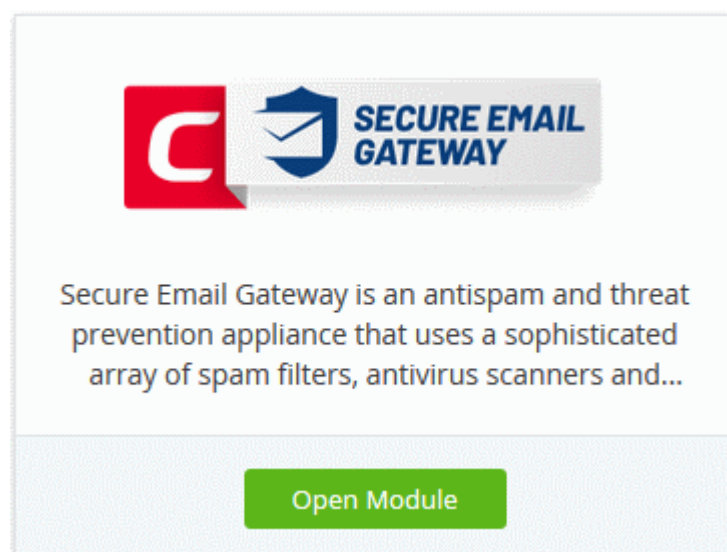 C
SECURE EMAIL
GATEWAY
Secure Email Gateway is an antispam and threat
prevention appliance that uses a sophisticated
array of spam filters, antivirus scanners and...
Open Module